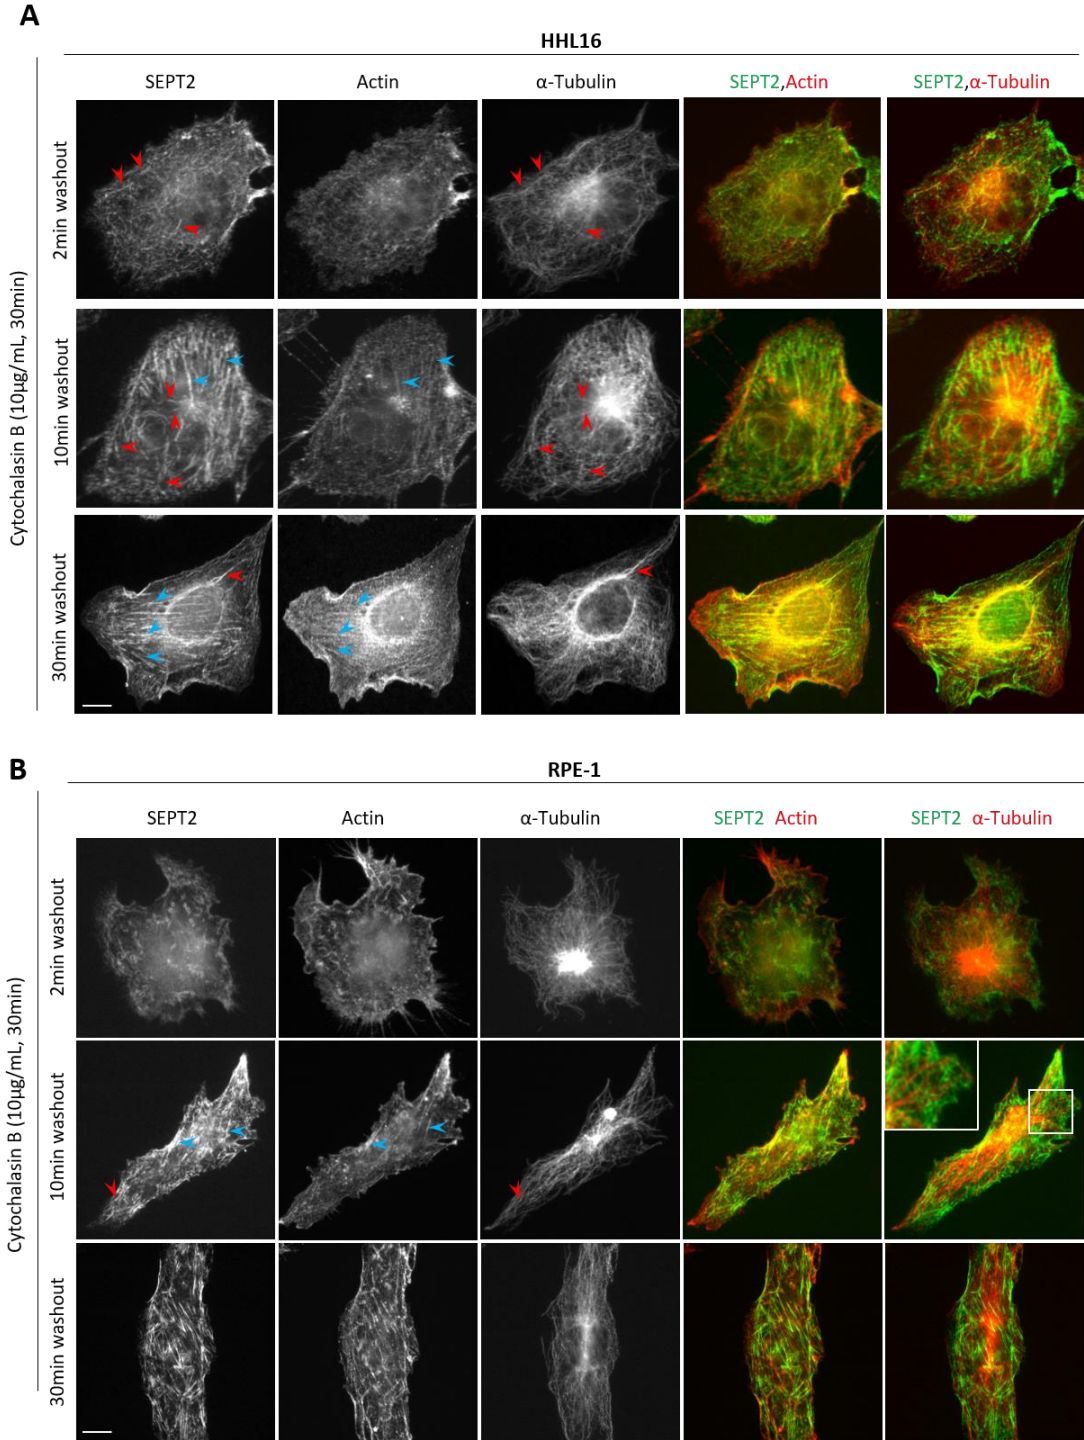 A
HHL16
SEPT2 Actin α-Tubulin SEPT2,Actin SEPT2,α-Tubulin
Cytochalasin B (10µg/mL, 30min)
2min washout
10min washout
30min washout
B
RPE-1
SEPT2 Actin α-Tubulin SEPT2 Actin SEPT2 α-Tubulin
Cytochalasin B (10µg/mL, 30min)
2min washout
10min washout
30min washout